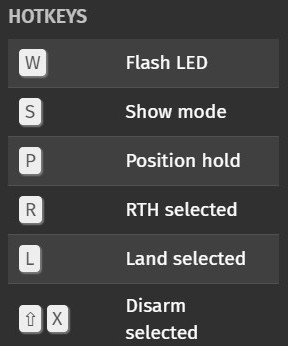 HOTKEYS
W Flash LED
S Show mode
P Position hold
R RTH selected
L Land selected
⇧ X Disarm
selected